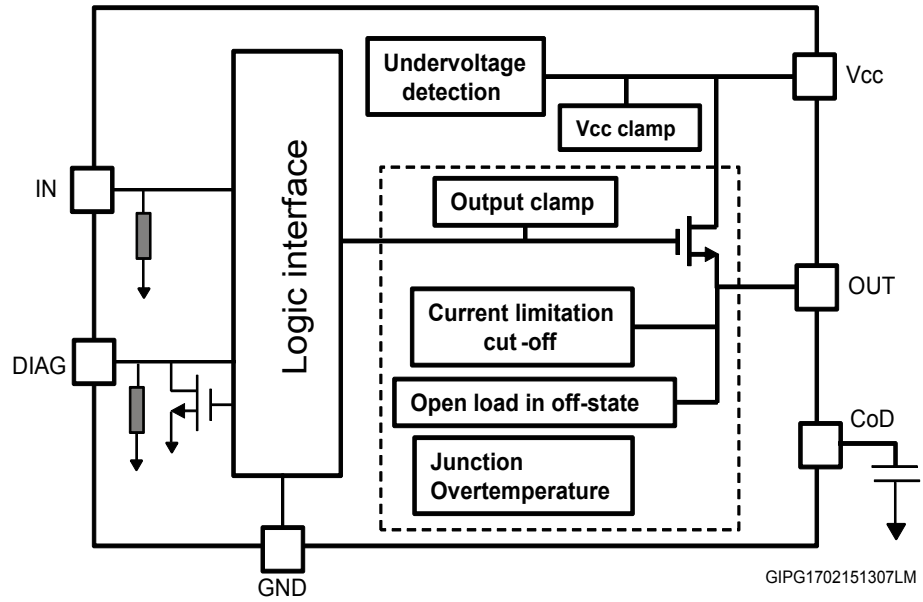 Undervoltage
detection
Vcc
Vcc clamp
IN
Output clamp
Logic interface
OUT
Current limitation
cut -off
DIAG
Open load in off-state
CoD
Junction
Overtemperature
GND
GIPG1702151307LM